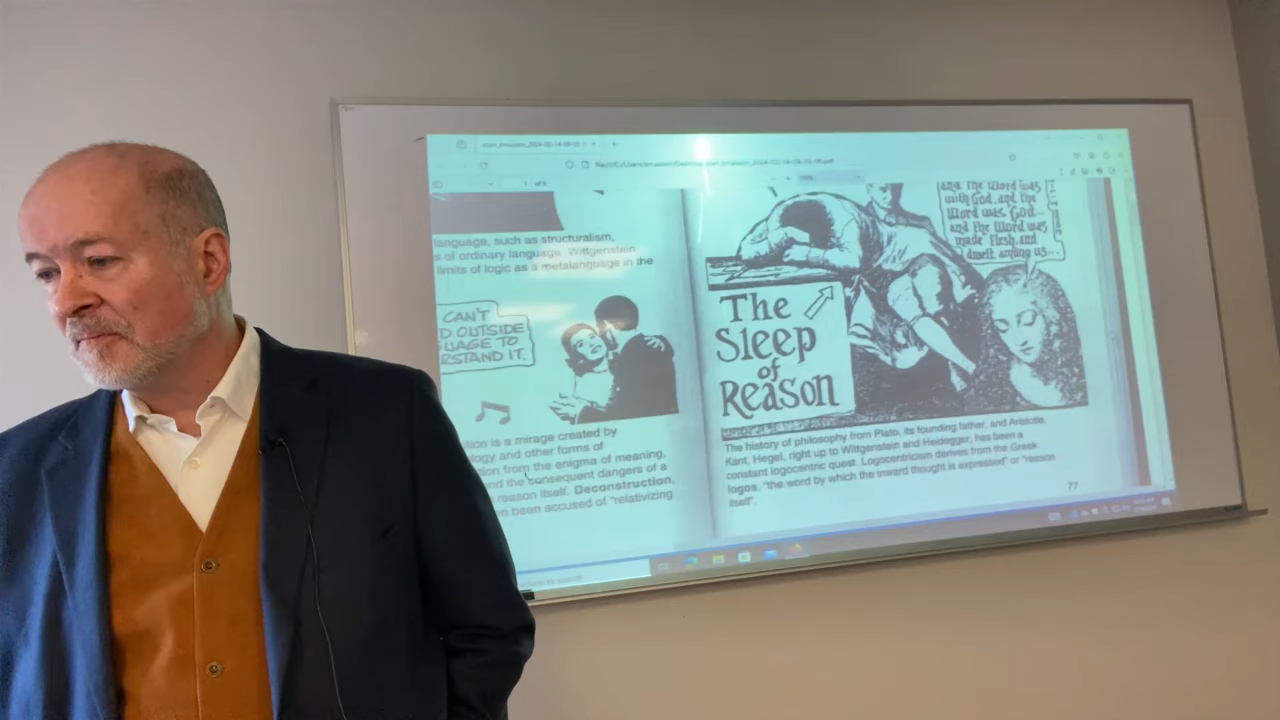 1 of 5
language, such as structuralism,
s of ordinary language. Wittgenstein
limits of logic as a metalanguage in the
CAN'T
D OUTSIDE
UAGE TO
RSTAND IT.
ition is a mirage created by
logy and other forms of
tion from the enigma of meaning,
and the consequent dangers of a
reason itself. Deconstruction,
n been accused of "relativizing
and the Word was
with God, and the
Word was God—
and the Word was
made flesh, and
dwelt among us...
The
Sleep
of
Reason
The history of philosophy from Plato, its founding father, and Aristotle,
Kant, Hegel, right up to Wittgenstein and Heidegger, has been a
constant logocentric quest. Logocentricism derives from the Greek
logos, "the word by which the inward thought is expressed" or "reason
itself".
77